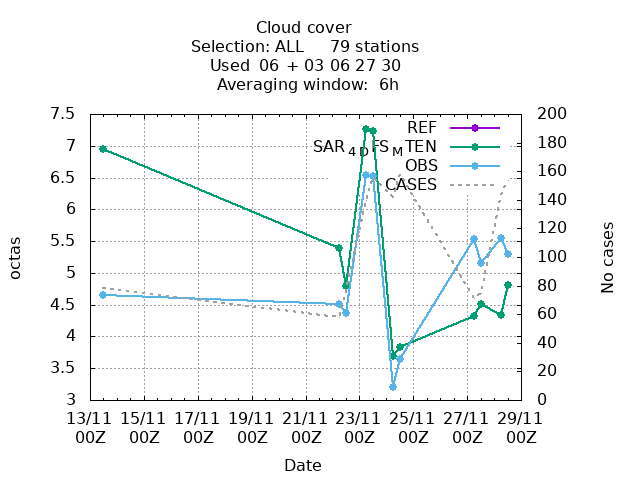 Cloud cover
Selection: ALL     79 stations
Used  06  + 03 06 27 30
Averaging window:  6h
REF
SAR4DFSMTEN
OBS
CASES
7.5
7
6.5
6
5.5
5
4.5
4
3.5
3
octas
200
180
160
140
120
100
80
60
40
20
0
No cases
13/11 15/11 17/11 19/11 21/11 23/11 25/11 27/11 29/11
00Z 00Z 00Z 00Z 00Z 00Z 00Z 00Z 00Z
Date